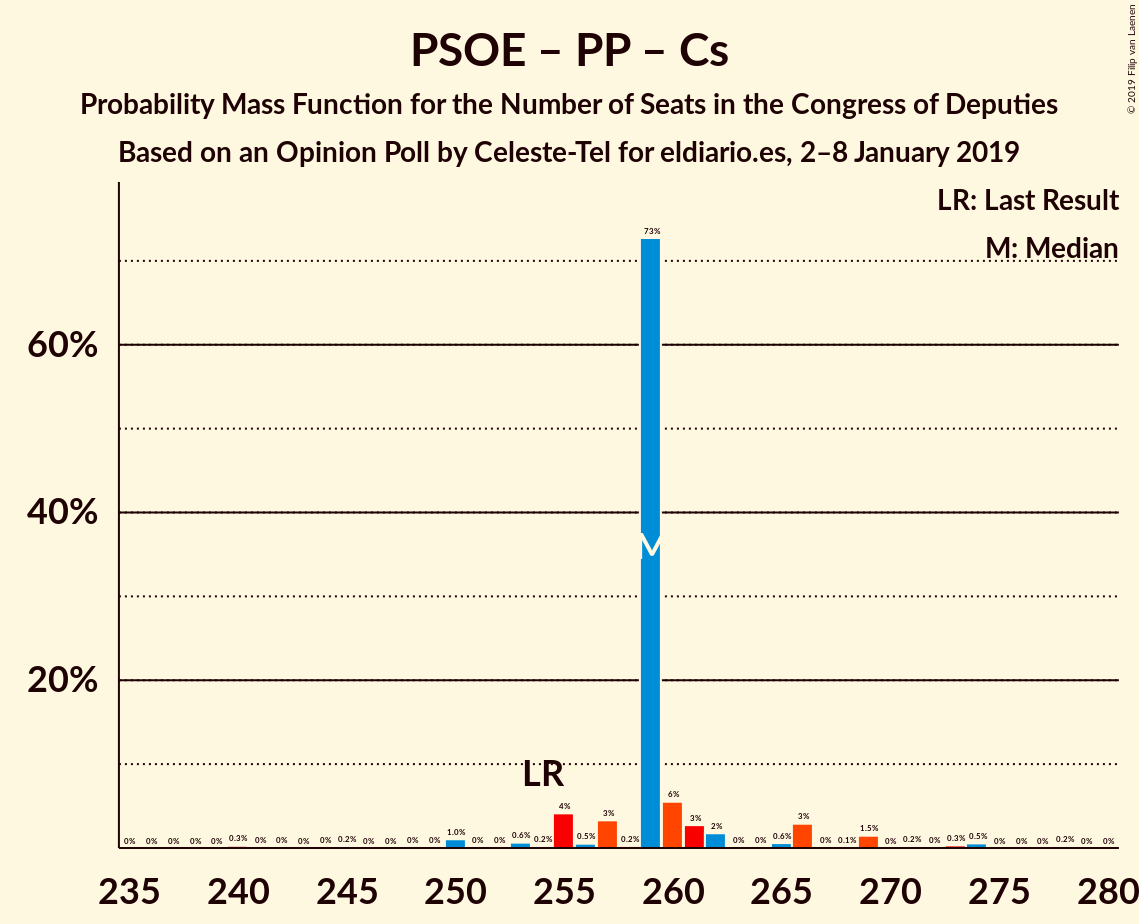 PSOE – PP – Cs
Probability Mass Function for the Number of Seats in the Congress of Deputies
Based on an Opinion Poll by Celeste-Tel for eldiario.es, 2–8 January 2019
© 2019 Filip van Laenen
LR: Last Result
M: Median
60%
40%
20%
LR
M
0% 0% 0% 0% 0% 0.3% 0% 0% 0% 0% 0.2% 0% 0% 0% 0% 1.0% 0% 0% 0.6% 0.2% 4% 0.5% 3% 0.2% 73% 6% 3% 2% 0% 0% 0.6% 3% 0% 0.1% 1.5% 0% 0.2% 0% 0.3% 0.5% 0% 0% 0% 0.2% 0% 0%
235 240 245 250 255 260 265 270 275 280